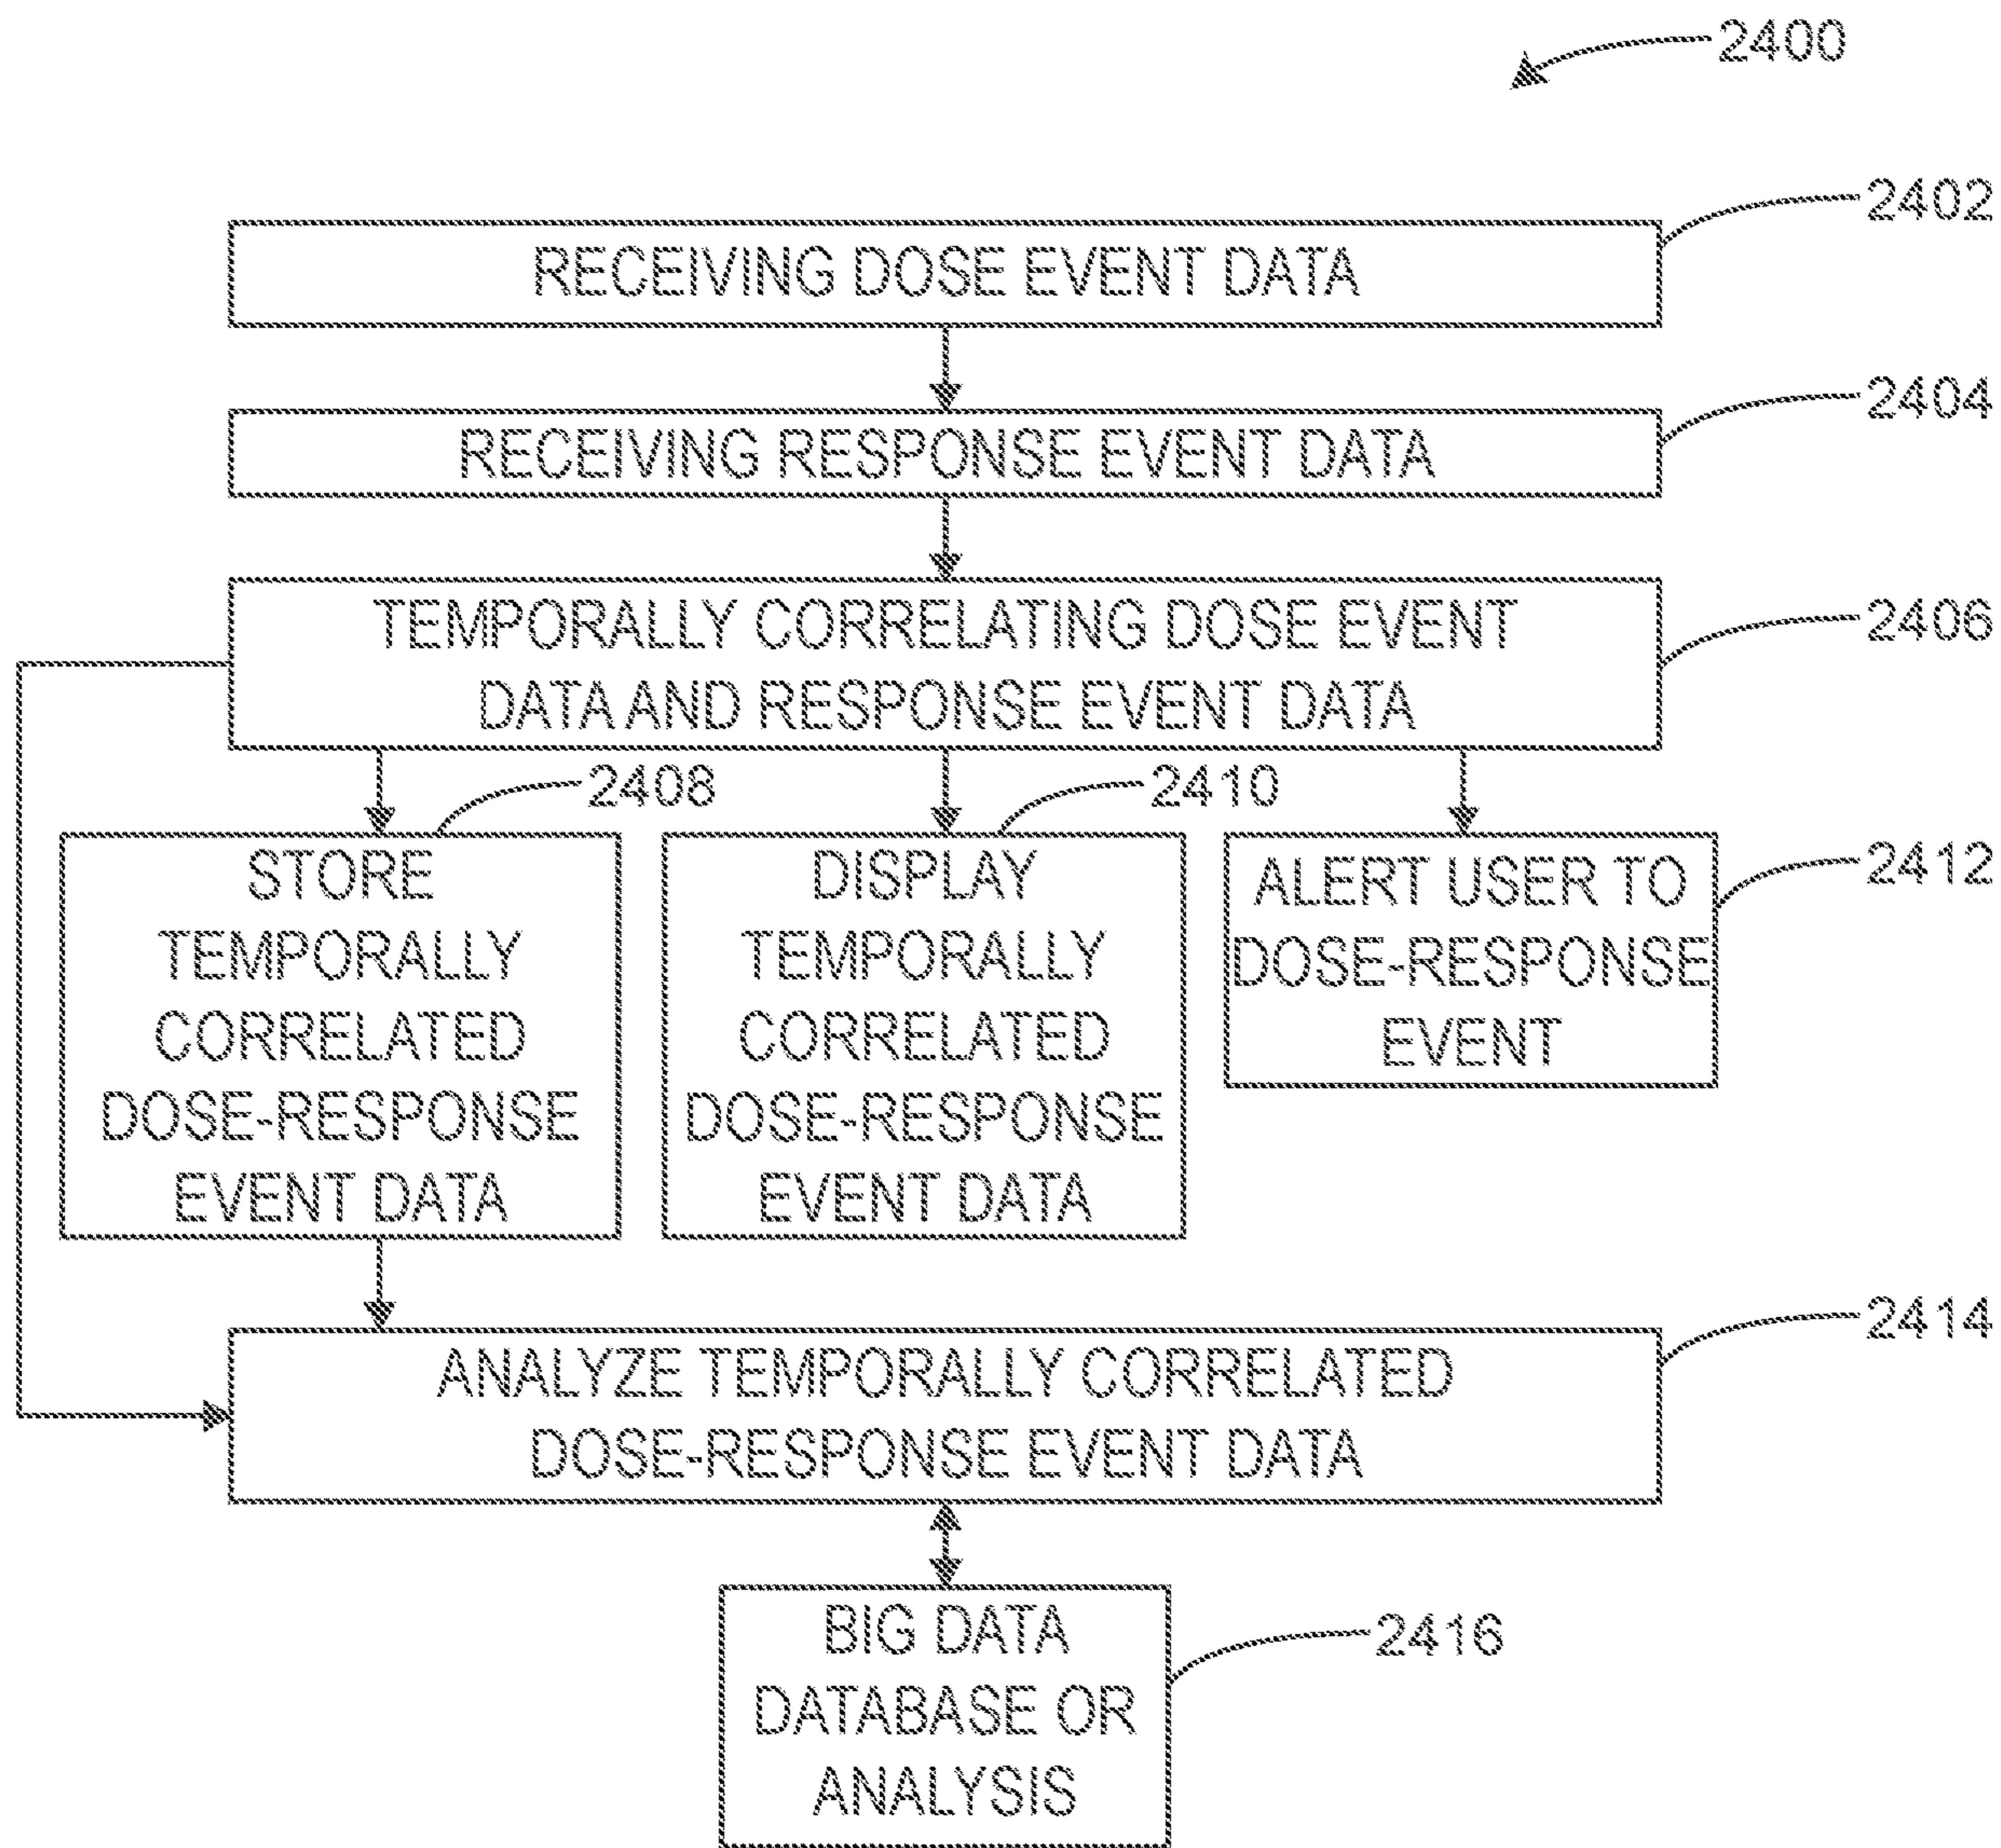 2400
2402
RECEIVING DOSE EVENT DATA
2404
RECEIVING RESPONSE EVENT DATA
2406
TEMPORALLY CORRELATING DOSE EVENT
DATA AND RESPONSE EVENT DATA
2408
STORE
TEMPORALLY
CORRELATED
DOSE-RESPONSE
EVENT DATA
2410
DISPLAY
TEMPORALLY
CORRELATED
DOSE-RESPONSE
EVENT DATA
2412
ALERT USER TO
DOSE-RESPONSE
EVENT
2414
ANALYZE TEMPORALLY CORRELATED
DOSE-RESPONSE EVENT DATA
BIG DATA
DATABASE OR
ANALYSIS
2416